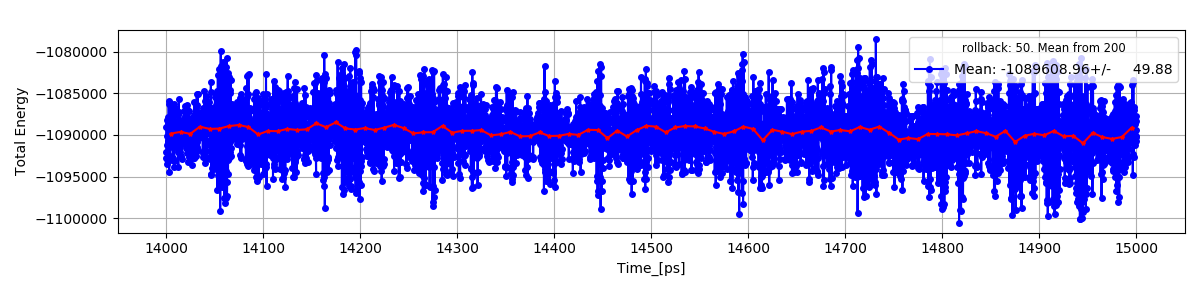 rollback: 50. Mean from 200
Mean: -1089608.96+/- 49.88
Total Energy
−1080000
−1085000
−1090000
−1095000
−1100000
14000 14100 14200 14300 14400 14500 14600 14700 14800 14900 15000
Time_[ps]